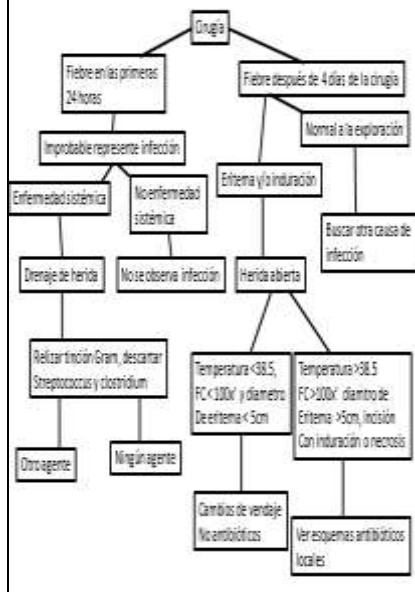 Cirugía
Fiebre en las primeras
24 horas
Fiebre después de 4 días de la cirugía
Improbable represente infección
Normal a la exploración
Enfermedad sistémica
No enfermedad
sistémica
Eritema y/o induración
Buscar otra causa de
infección
Drenaje de herida
No se observa infección
Herida abierta
Relizar tinción Gram, descartar
Streptococcus y clostridium
Temperatura <38.5,
FC < 100x' y diametro
De eritema < 5cm
Temperatura >38.5
FC>100x' diamtro de
Eritema >5cm, incisión
Con induración o necrosis
Otro agente
Ningún agente
Cambios de vendaje
No antibióticos
Ver esquemas antibióticos
locales